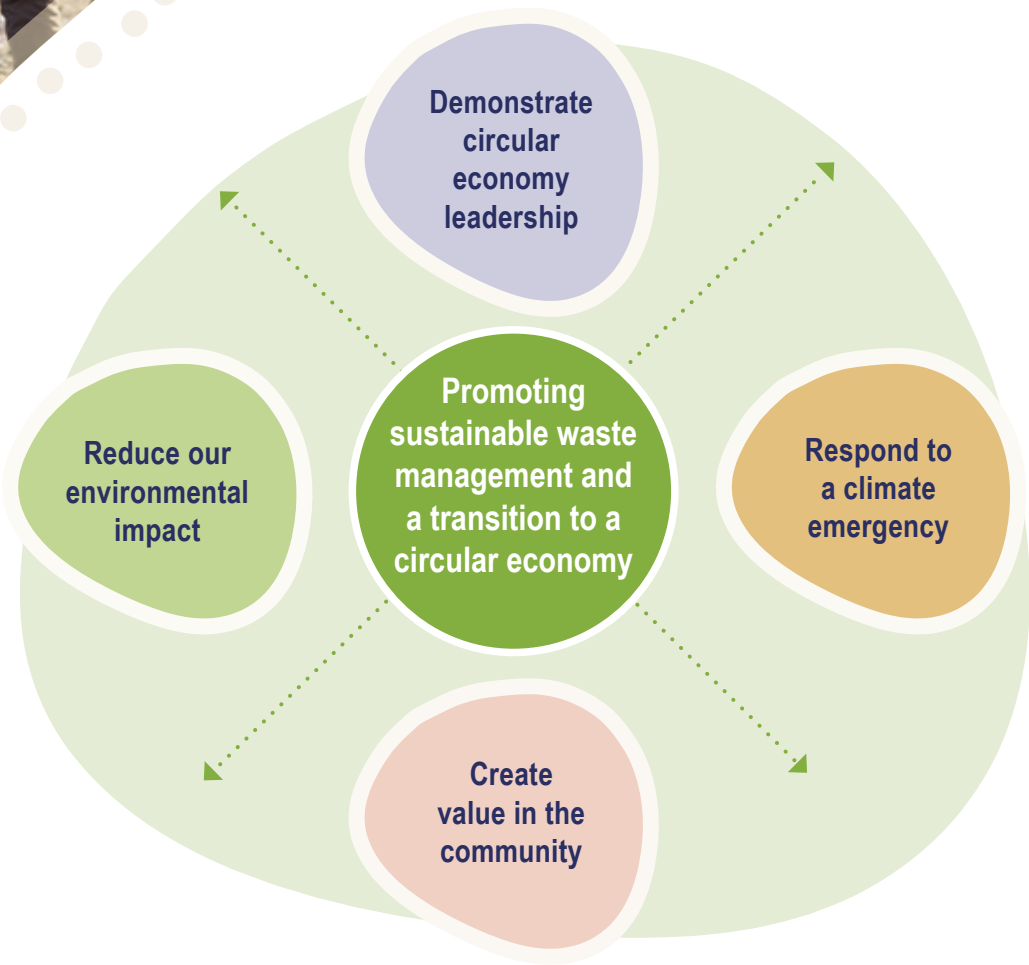 Demonstrate
circular
economy
leadership
Promoting
sustainable waste
management and
a transition to a
circular economy
Reduce our
environmental
impact
Respond to
a climate
emergency
Create
value in the
community